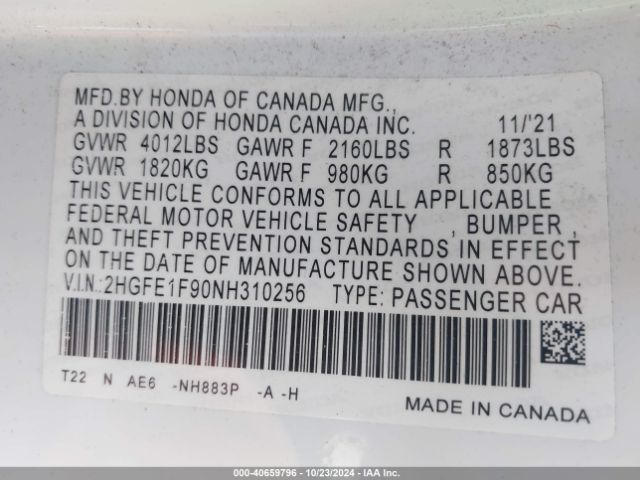 MFD.BY HONDA OF CANADA MFG.,
A DIVISION OF HONDA CANADA INC. 11/'21
GVWR 4012LBS GAWR F 2160LBS R 1873LBS
GVWR 1820KG GAWR F 980KG R 850KG
THIS VEHICLE CONFORMS TO ALL APPLICABLE
FEDERAL MOTOR VEHICLE SAFETY , BUMPER ,
AND THEFT PREVENTION STANDARDS IN EFFECT
ON THE DATE OF MANUFACTURE SHOWN ABOVE.
V.I.N.:2HGFE1F90NH310256 TYPE: PASSENGER CAR
T22 N AE6 -NH883P -A -H
MADE IN CANADA
000-40659796 - 10/23/2024 - IAA Inc.